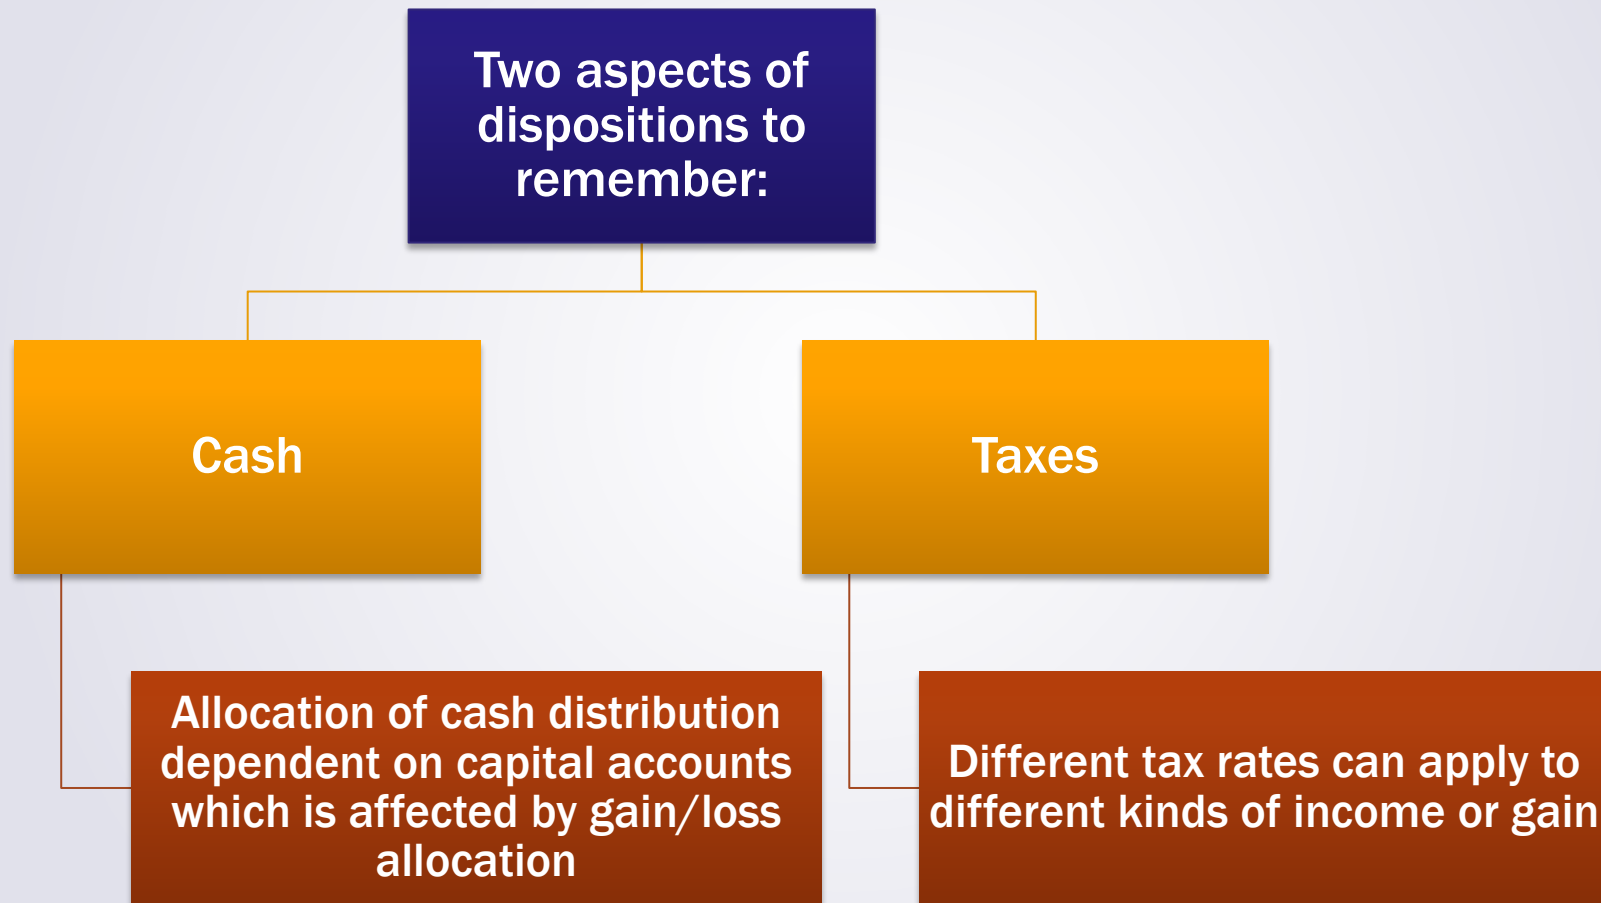 Two aspects of
dispositions to
remember:
Cash
Taxes
Allocation of cash distribution
dependent on capital accounts
which is affected by gain/loss
allocation
Different tax rates can apply to
different kinds of income or gain